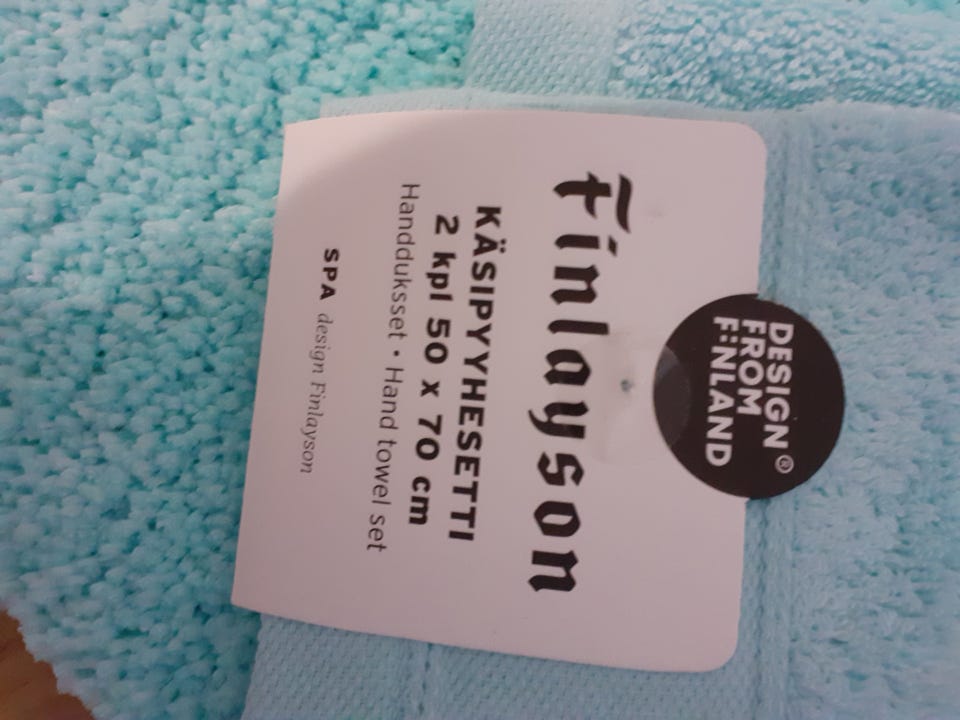 DESIGN®
FROM
FINLAND
Finlayson
KÄSIPYYHESETTI
2 kpl 50 x 70 cm
Handduksset • Hand towel set
SPA design Finlayson